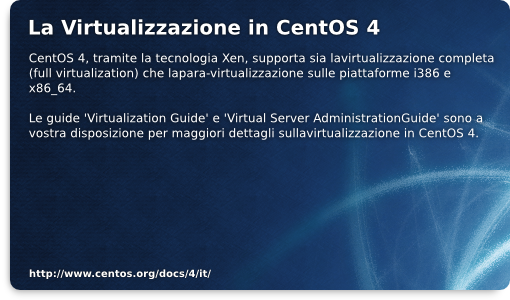 La Virtualizzazione in CentOS 4
CentOS 4, tramite la tecnologia Xen, supporta sia lavirtualizzazione completa
(full virtualization) che lapara-virtualizzazione sulle piattaforme i386 e
x86_64.
Le guide 'Virtualization Guide' e 'Virtual Server AdministrationGuide' sono a
vostra disposizione per maggiori dettagli sullavirtualizzazione in CentOS 4.
http://www.centos.org/docs/4/it/